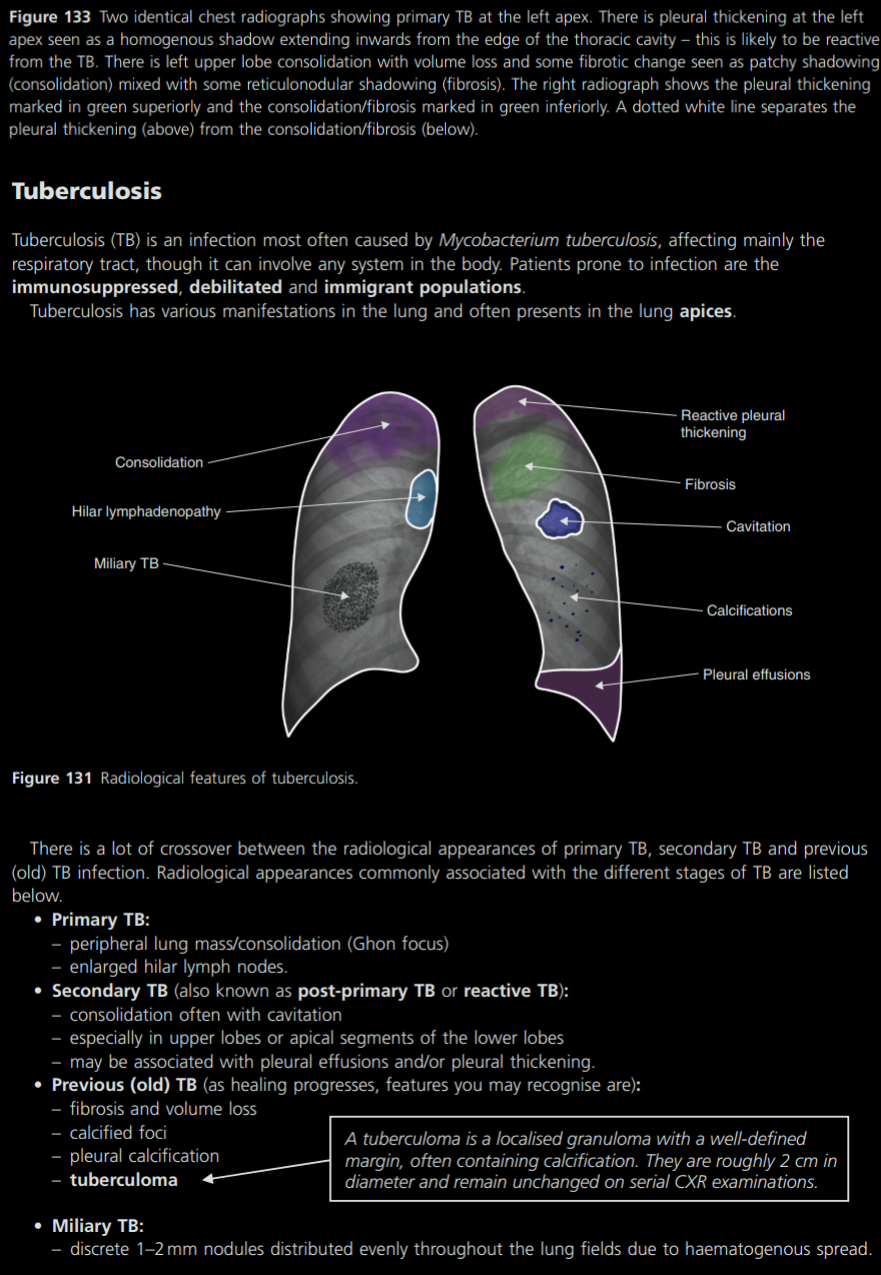 Figure 133 Two identical chest radiographs showing primary TB at the left apex. There is pleural thickening at the left
apex seen as a homogenous shadow extending inwards from the edge of the thoracic cavity – this is likely to be reactive
from the TB. There is left upper lobe consolidation with volume loss and some fibrotic change seen as patchy shadowing
(consolidation) mixed with some reticulonodular shadowing (fibrosis). The right radiograph shows the pleural thickening
marked in green superiorly and the consolidation/fibrosis marked in green inferiorly. A dotted white line separates the
pleural thickening (above) from the consolidation/fibrosis (below).
Tuberculosis
Tuberculosis (TB) is an infection most often caused by Mycobacterium tuberculosis, affecting mainly the
respiratory tract, though it can involve any system in the body. Patients prone to infection are the
immunosuppressed, debilitated and immigrant populations.
Tuberculosis has various manifestations in the lung and often presents in the lung apices.
Consolidation
Hilar lymphadenopathy
Miliary TB
Reactive pleural
thickening
Fibrosis
Cavitation
Calcifications
Pleural effusions
Figure 131 Radiological features of tuberculosis.
There is a lot of crossover between the radiological appearances of primary TB, secondary TB and previous
(old) TB infection. Radiological appearances commonly associated with the different stages of TB are listed
below.
• Primary TB:
– peripheral lung mass/consolidation (Ghon focus)
– enlarged hilar lymph nodes.
• Secondary TB (also known as post-primary TB or reactive TB):
– consolidation often with cavitation
– especially in upper lobes or apical segments of the lower lobes
– may be associated with pleural effusions and/or pleural thickening.
• Previous (old) TB (as healing progresses, features you may recognise are):
– fibrosis and volume loss
– calcified foci
– pleural calcification
– tuberculoma
A tuberculoma is a localised granuloma with a well-defined
margin, often containing calcification. They are roughly 2 cm in
diameter and remain unchanged on serial CXR examinations.
• Miliary TB:
– discrete 1–2 mm nodules distributed evenly throughout the lung fields due to haematogenous spread.